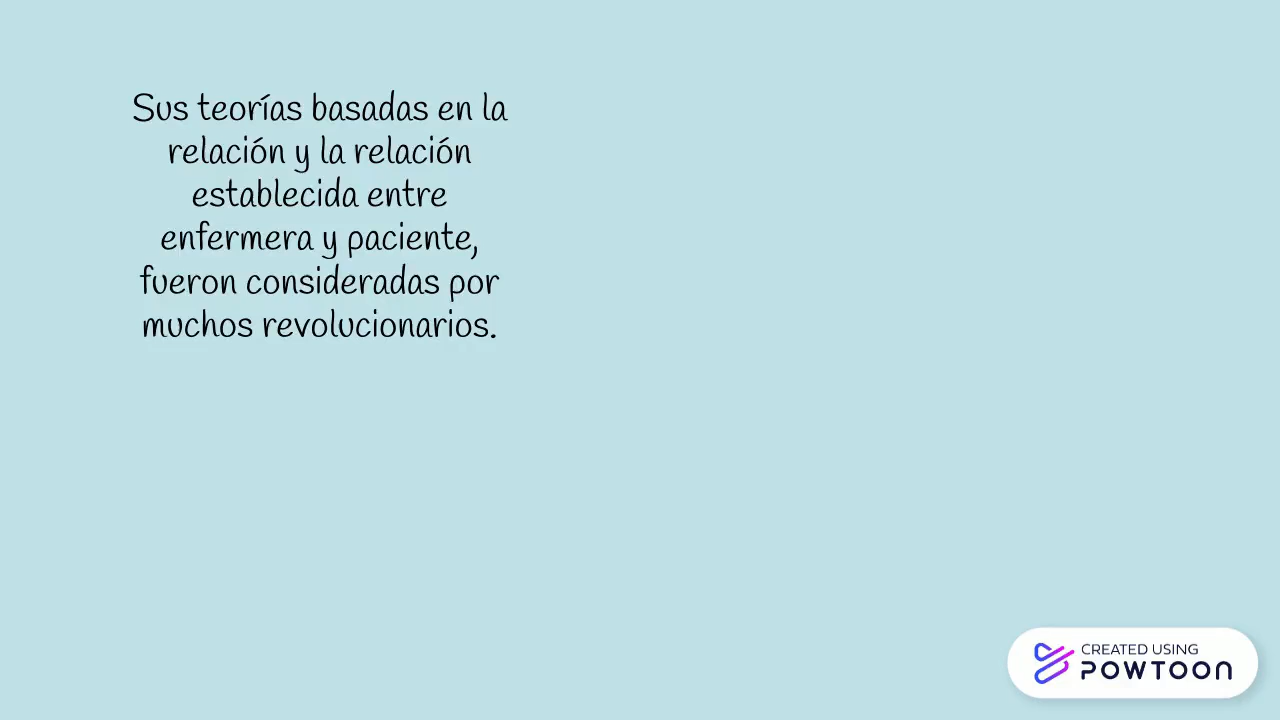 Sus teorías basadas en la
relación y la relación
establecida entre
enfermera y paciente,
fueron consideradas por
muchos revolucionarios.
CREATED USING
POWTOON